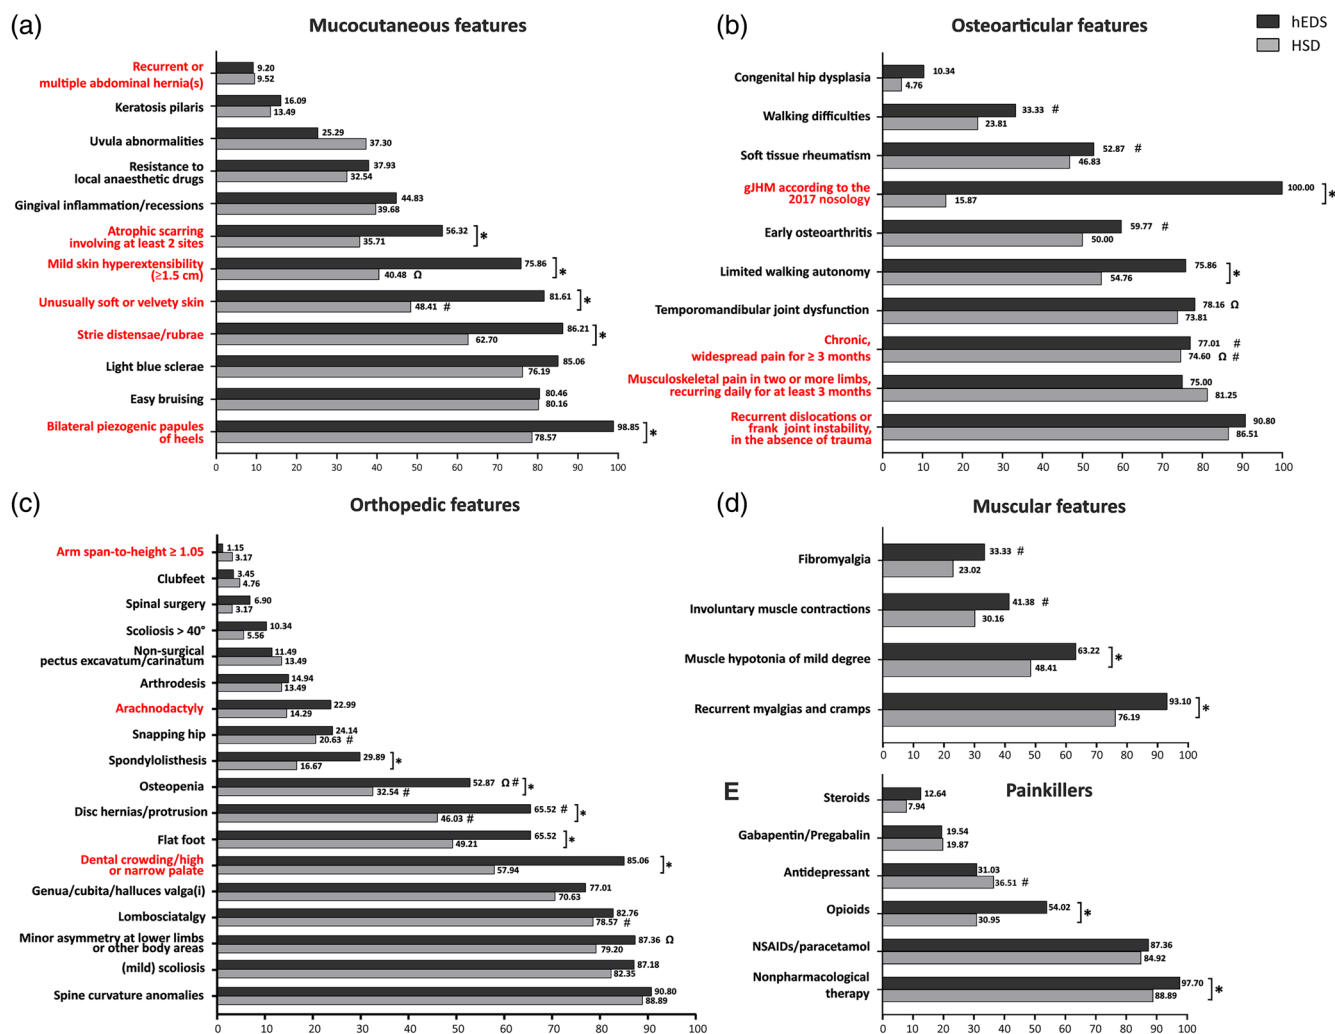 (a)
Mucocutaneous features
Recurrent or
multiple abdominal hernia(s)
9.20
9.52
Keratosis pilaris
16.09
13.49
Uvula abnormalities
25.29
37.30
Resistance to
local anaesthetic drugs
37.93
32.54
Gingival inflammation/recessions
44.83
39.68
Atrophic scarring
involving at least 2 sites
56.32
35.71
*
Mild skin hyperextensibility
(≥1.5 cm)
75.86
40.48 Ω
*
Unusually soft or velvety skin
81.61
48.41 #
*
Strie distensae/rubrae
86.21
62.70
*
Light blue sclerae
85.06
76.19
Easy bruising
80.46
80.16
Bilateral piezogenic papules
of heels
98.85
78.57
*
0 10 20 30 40 50 60 70 80 90 100
(b)
Osteoarticular features
hEDS
HSD
Congenital hip dysplasia
10.34
4.76
Walking difficulties
33.33 #
23.81
Soft tissue rheumatism
52.87 #
46.83
gJHM according to the
2017 nosology
100.00
15.87
*
Early osteoarthritis
59.77 #
50.00
Limited walking autonomy
75.86
54.76
*
Temporomandibular joint dysfunction
78.16 Ω
73.81
Chronic,
widespread pain for ≥ 3 months
77.01 #
74.60 Ω #
Musculoskeletal pain in two or more limbs,
recurring daily for at least 3 months
75.00
81.25
Recurrent dislocations or
frank joint instability,
in the absence of trauma
90.80
86.51
0 10 20 30 40 50 60 70 80 90 100
(c)
Orthopedic features
Arm span-to-height ≥ 1.05
1.15
3.17
Clubfeet
3.45
4.76
Spinal surgery
6.90
3.17
Scoliosis > 40°
10.34
5.56
Non-surgical
pectus excavatum/carinatum
11.49
13.49
Arthrodesis
14.94
13.49
Arachnodactyly
22.99
14.29
Snapping hip
24.14
20.63 #
Spondylolisthesis
29.89
16.67
*
Osteopenia
52.87 Ω #
32.54 #
*
Disc hernias/protrusion
65.52 #
46.03 #
*
Flat foot
65.52
49.21
*
Dental crowding/high
or narrow palate
85.06
57.94
*
Genua/cubita/halluces valga(i)
77.01
70.63
Lombosciatalgy
82.76
78.57 #
Minor asymmetry at lower limbs
or other body areas
87.36 Ω
79.20
(mild) scoliosis
87.18
82.35
Spine curvature anomalies
90.80
88.89
0 10 20 30 40 50 60 70 80 90 100
(d)
Muscular features
Fibromyalgia
33.33 #
23.02
Involuntary muscle contractions
41.38 #
30.16
Muscle hypotonia of mild degree
63.22
48.41
*
Recurrent myalgias and cramps
93.10
76.19
*
0 10 20 30 40 50 60 70 80 90 100
E
Painkillers
Steroids
12.64
7.94
Gabapentin/Pregabalin
19.54
19.87
Antidepressant
31.03
36.51 #
Opioids
54.02
30.95
*
NSAIDs/paracetamol
87.36
84.92
Nonpharmacological
therapy
97.70
88.89
*
0 10 20 30 40 50 60 70 80 90 100